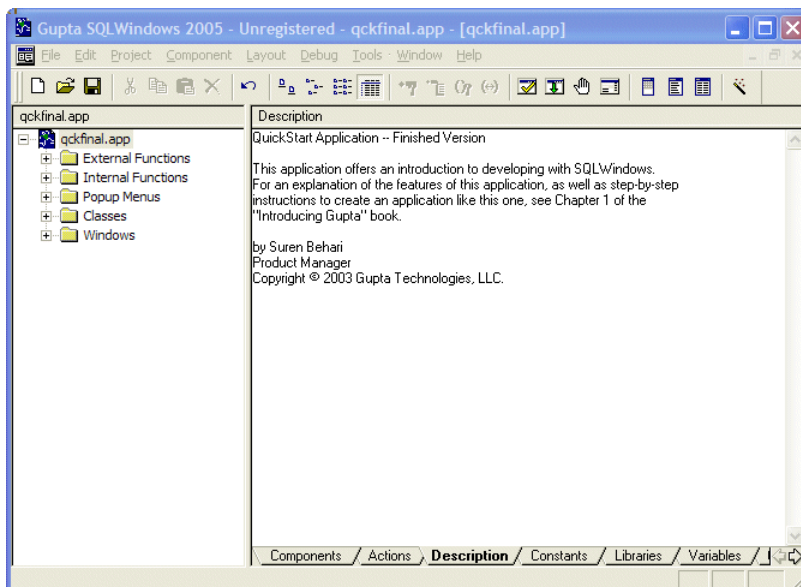 Gupta SQLWindows 2005 - Unregistered - qckfinal.app - [qckfinal.app]
File Edit Project Component Layout Debug Tools Window Help
qckfinal.app
Description
qckfinal.app
External Functions
Internal Functions
Popup Menus
Classes
Windows
QuickStart Application -- Finished Version
This application offers an introduction to developing with SQLWindows.
For an explanation of the features of this application, as well as step-by-step
instructions to create an application like this one, see Chapter 1 of the
"Introducing Gupta" book.
by Suren Behari
Product Manager
Copyright © 2003 Gupta Technologies, LLC.
Components Actions Description Constants Libraries Variables